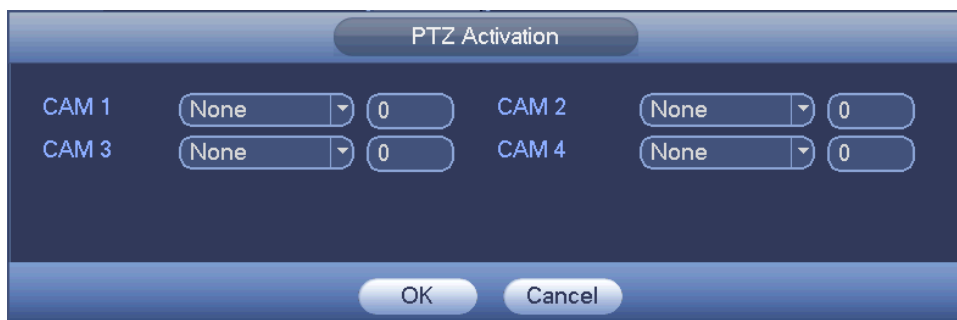 PTZ Activation
CAM 1 None 0 CAM 2 None 0
CAM 3 None 0 CAM 4 None 0
OK Cancel